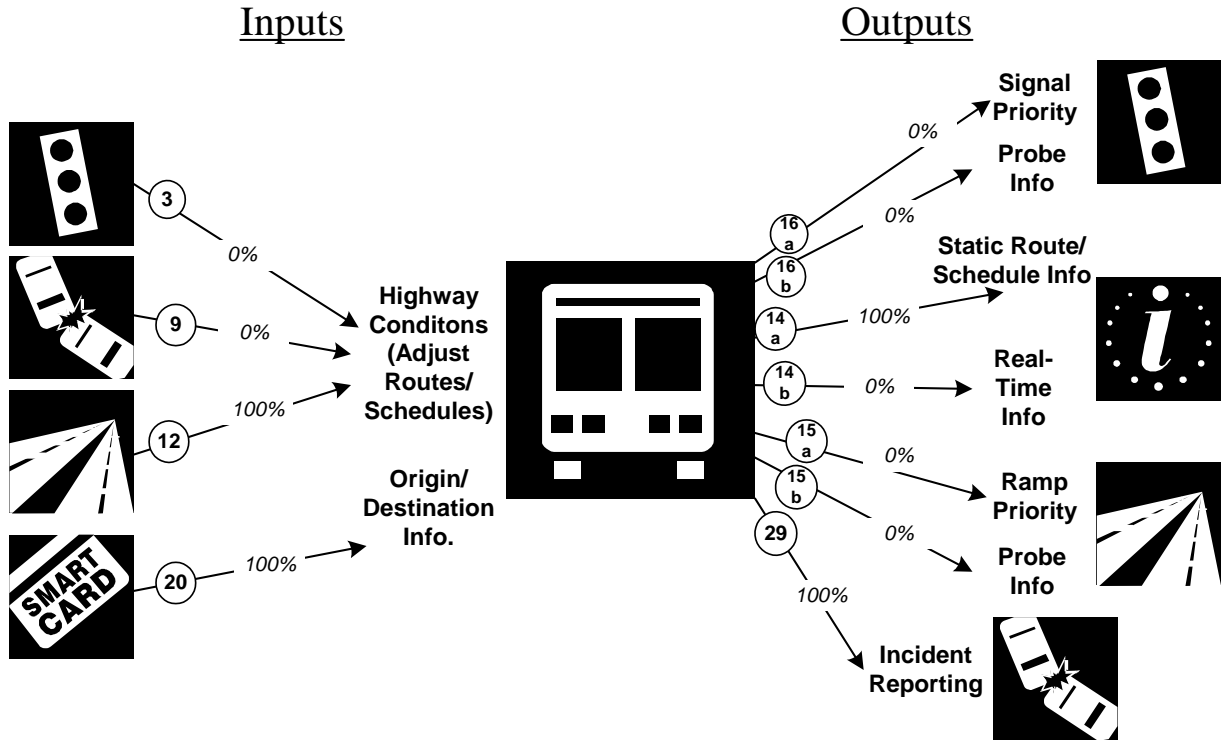 Inputs
Outputs
3
0%
9
0%
12
100%
SMART
CARD
20
100%
Highway
Conditons
(Adjust
Routes/
Schedules)
Origin/
Destination
Info.
16
a
0%
Signal
Priority
16
b
0%
Probe
Info
14
a
100%
Static Route/
Schedule Info
i
14
b
0%
Real-
Time
Info
15
a
0%
Ramp
Priority
15
b
0%
Probe
Info
29
100%
Incident
Reporting